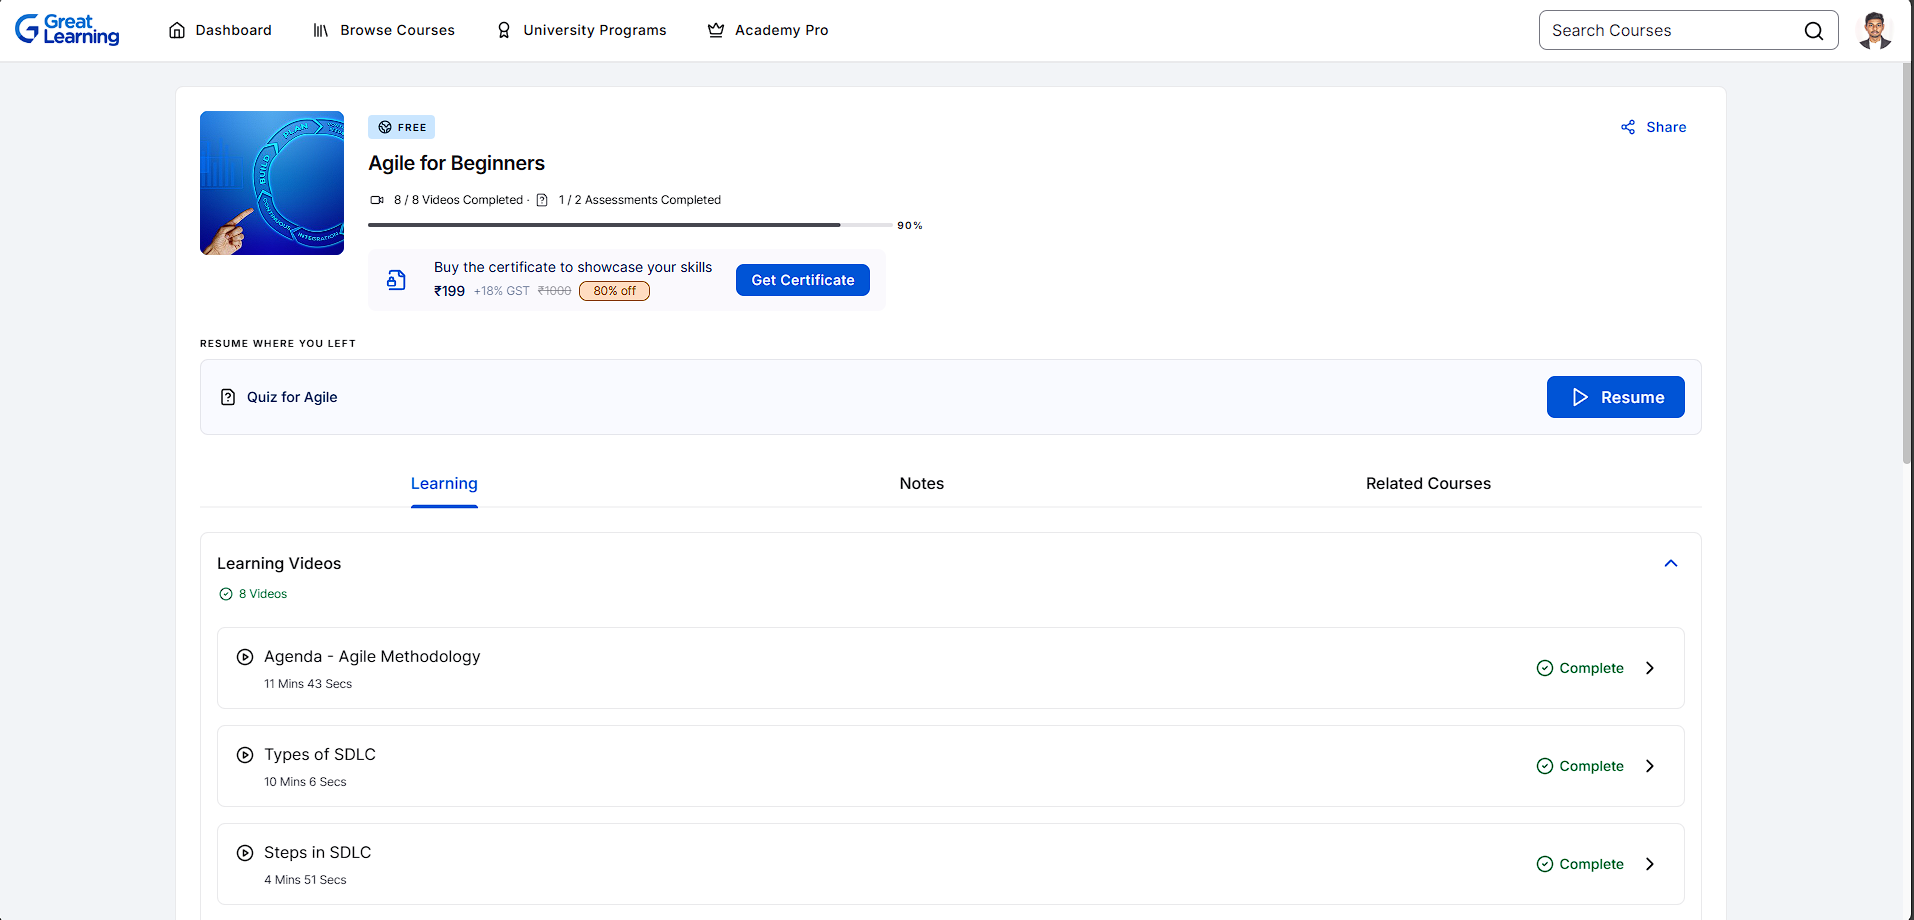 Great Learning
Dashboard
Browse Courses
University Programs
Academy Pro
Search Courses
PLAN
BUILD
CONTINUOUS
INTEGRATION
FREE
Share
Agile for Beginners
8 / 8 Videos Completed · 1 / 2 Assessments Completed
90%
Buy the certificate to showcase your skills
₹199 +18% GST ₹1000 80% off
Get Certificate
RESUME WHERE YOU LEFT
Quiz for Agile
Resume
Learning
Notes
Related Courses
Learning Videos
8 Videos
Agenda - Agile Methodology
11 Mins 43 Secs
Complete
Types of SDLC
10 Mins 6 Secs
Complete
Steps in SDLC
4 Mins 51 Secs
Complete